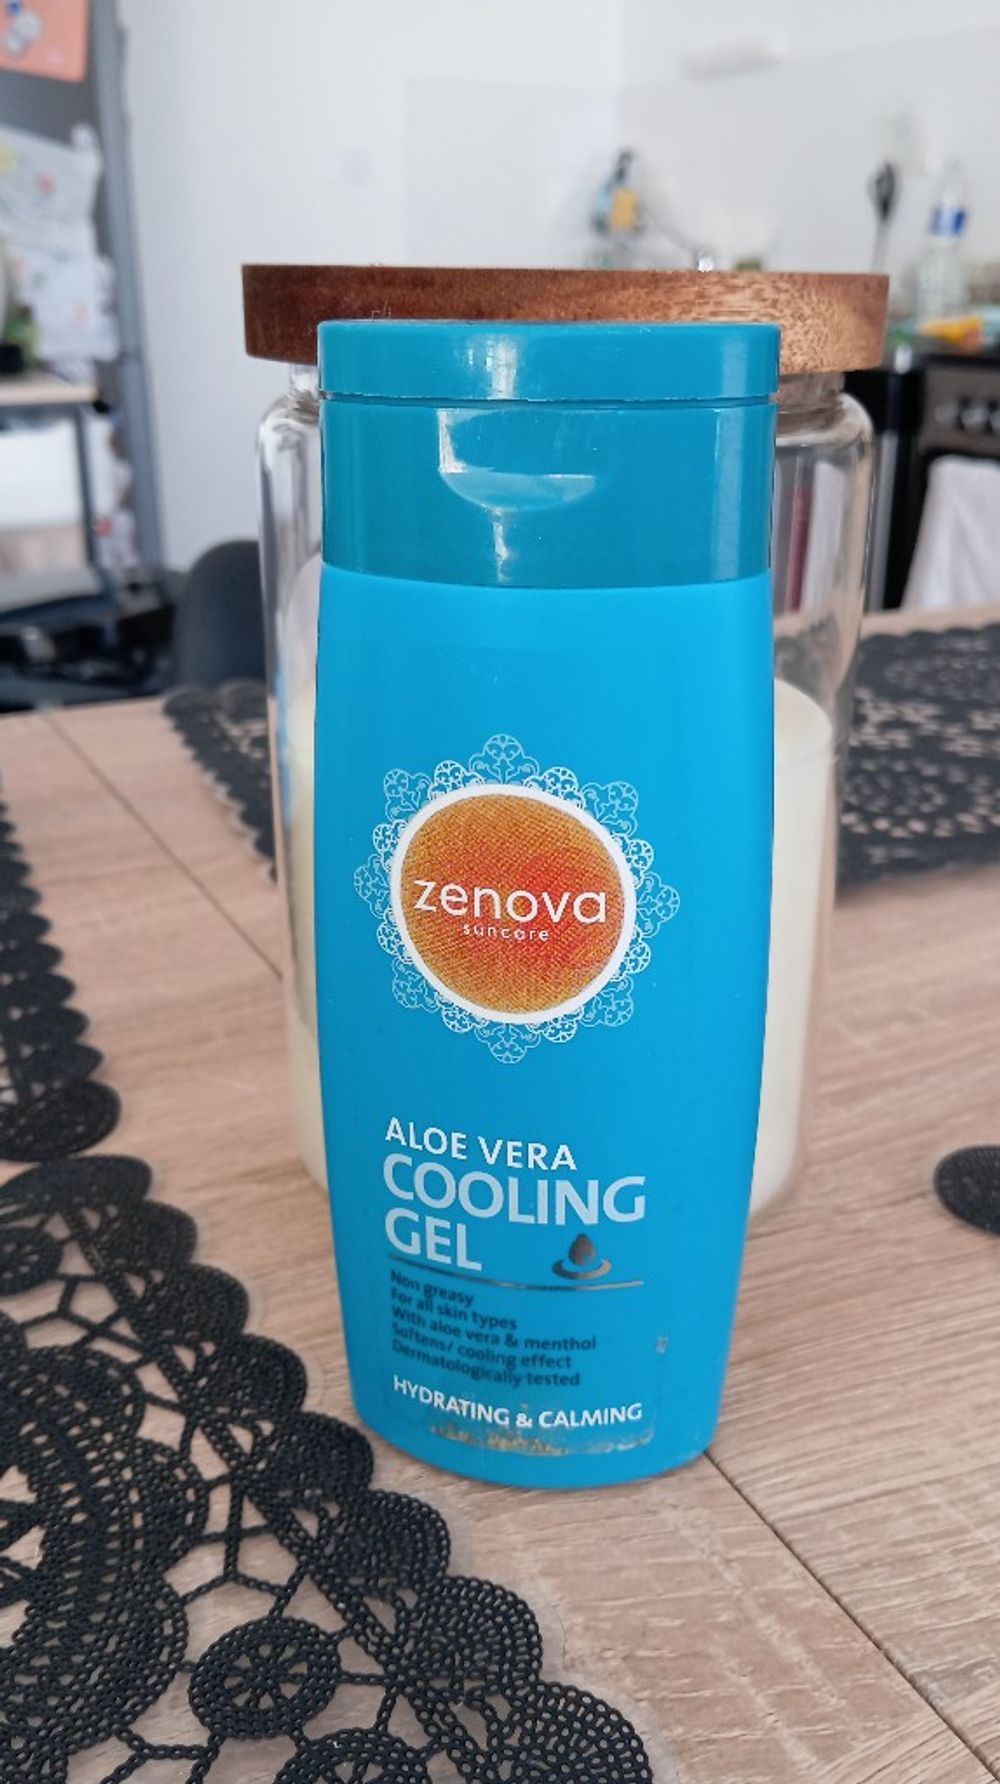 zenova
suncare
ALOE VERA
COOLING
GEL
Non greasy
For all skin types
With aloe vera & menthol
Softens/ cooling effect
Dermatologically tested
HYDRATING & CALMING